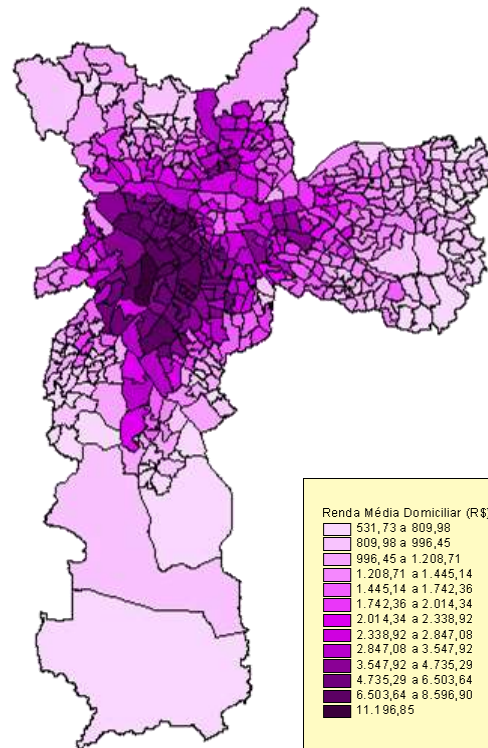 Renda Média Domiciliar (R$)
531,73 a 809,98
809,98 a 996,45
996,45 a 1.208,71
1.208,71 a 1.445,14
1.445,14 a 1.742,36
1.742,36 a 2.014,34
2.014,34 a 2.338,92
2.338,92 a 2.847,08
2.847,08 a 3.547,92
3.547,92 a 4.735,29
4.735,29 a 6.503,64
6.503,64 a 8.596,90
11.196,85